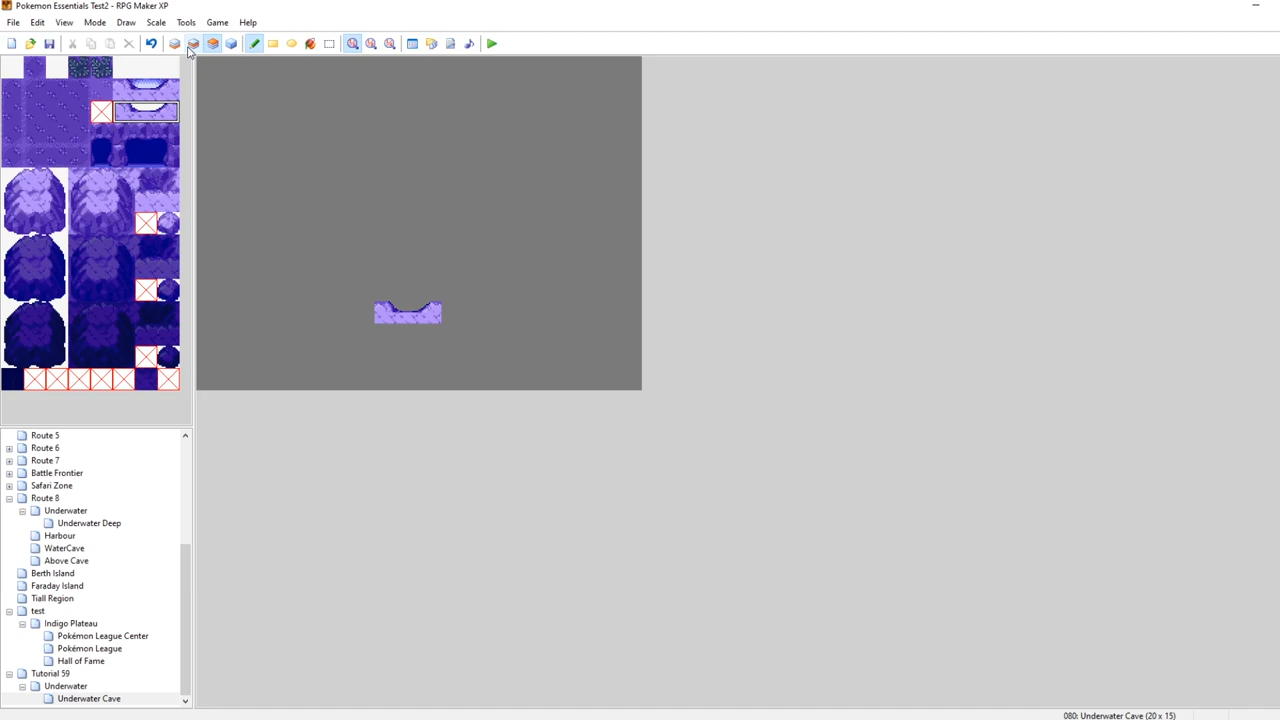 Pokemon Essentials Test2 - RPG Maker XP
File Edit View Mode Draw Scale Tools Game Help
Route 5
Route 6
Route 7
Battle Frontier
Safari Zone
Route 8
Underwater
Underwater Deep
Harbour
WaterCave
Above Cave
Berth Island
Faraday Island
Tiall Region
test
Indigo Plateau
Pokémon League Center
Pokémon League
Hall of Fame
Tutorial 59
Underwater
Underwater Cave
080: Underwater Cave (20 x 15)